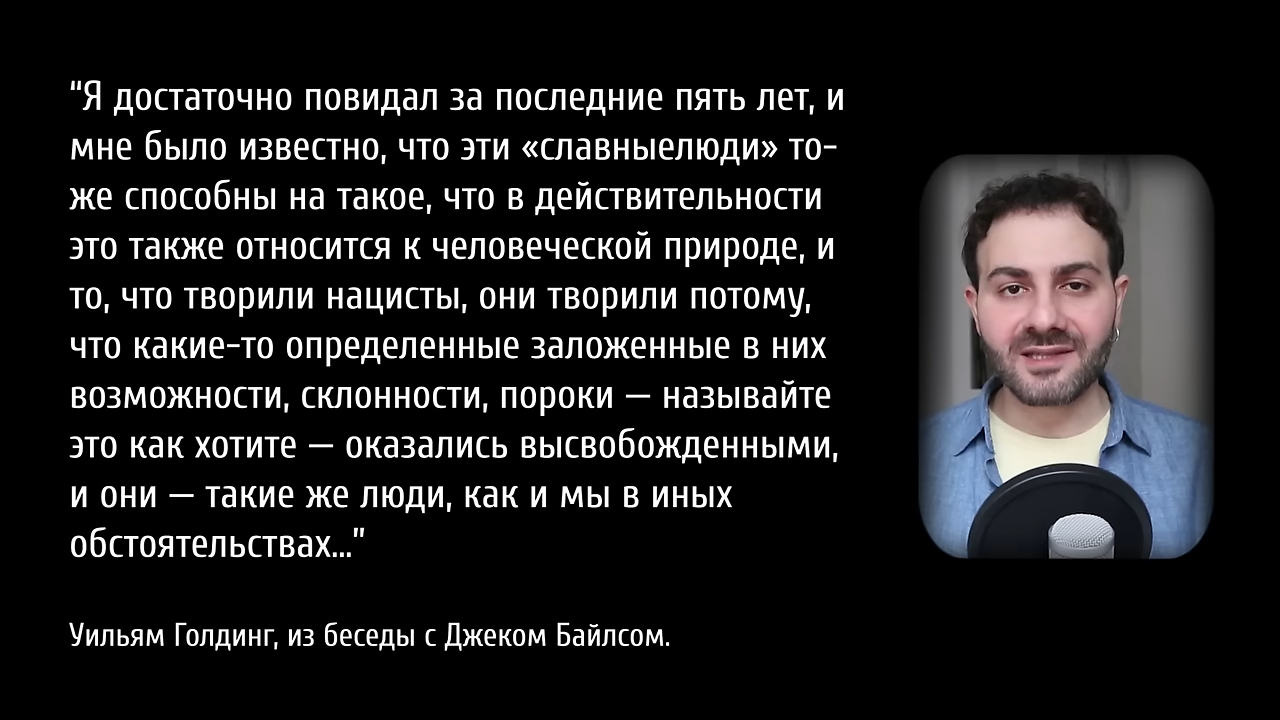 “Я достаточно повидал за последние пять лет, и
мне было известно, что эти «славныелюди» то-
же способны на такое, что в действительности
это также относится к человеческой природе, и
то, что творили нацисты, они творили потому,
что какие-то определенные заложенные в них
возможности, склонности, пороки — называйте
это как хотите — оказались высвобожденными,
и они — такие же люди, как и мы в иных
обстоятельствах...”
Уильям Голдинг, из беседы с Джеком Байлсом.